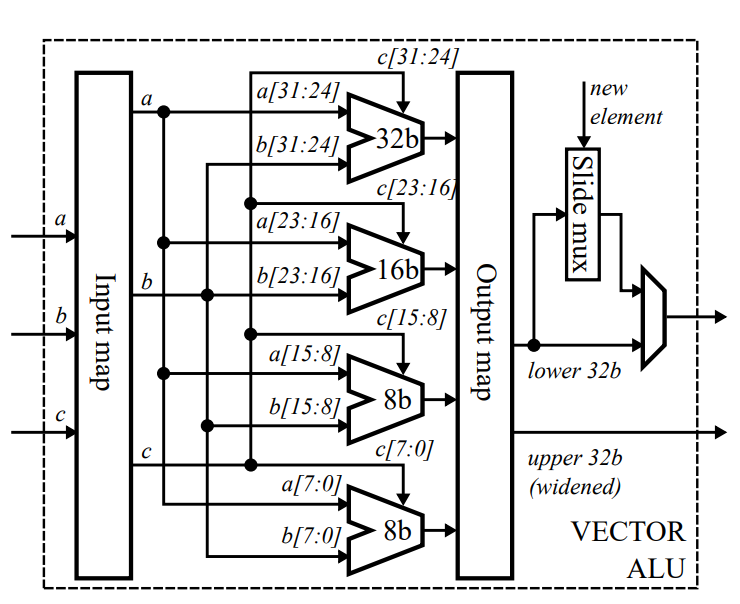 c[31:24]
a
a[31:24]
32b
b[31:24]
c[23:16]
new
element
Slide mux
a
a[23:16]
16b
b[23:16]
b
c[15:8]
Input map
Output map
b
a[15:8]
8b
b[15:8]
lower 32b
c
c
c[7:0]
a[7:0]
8b
b[7:0]
upper 32b
(widened)
VECTOR
ALU